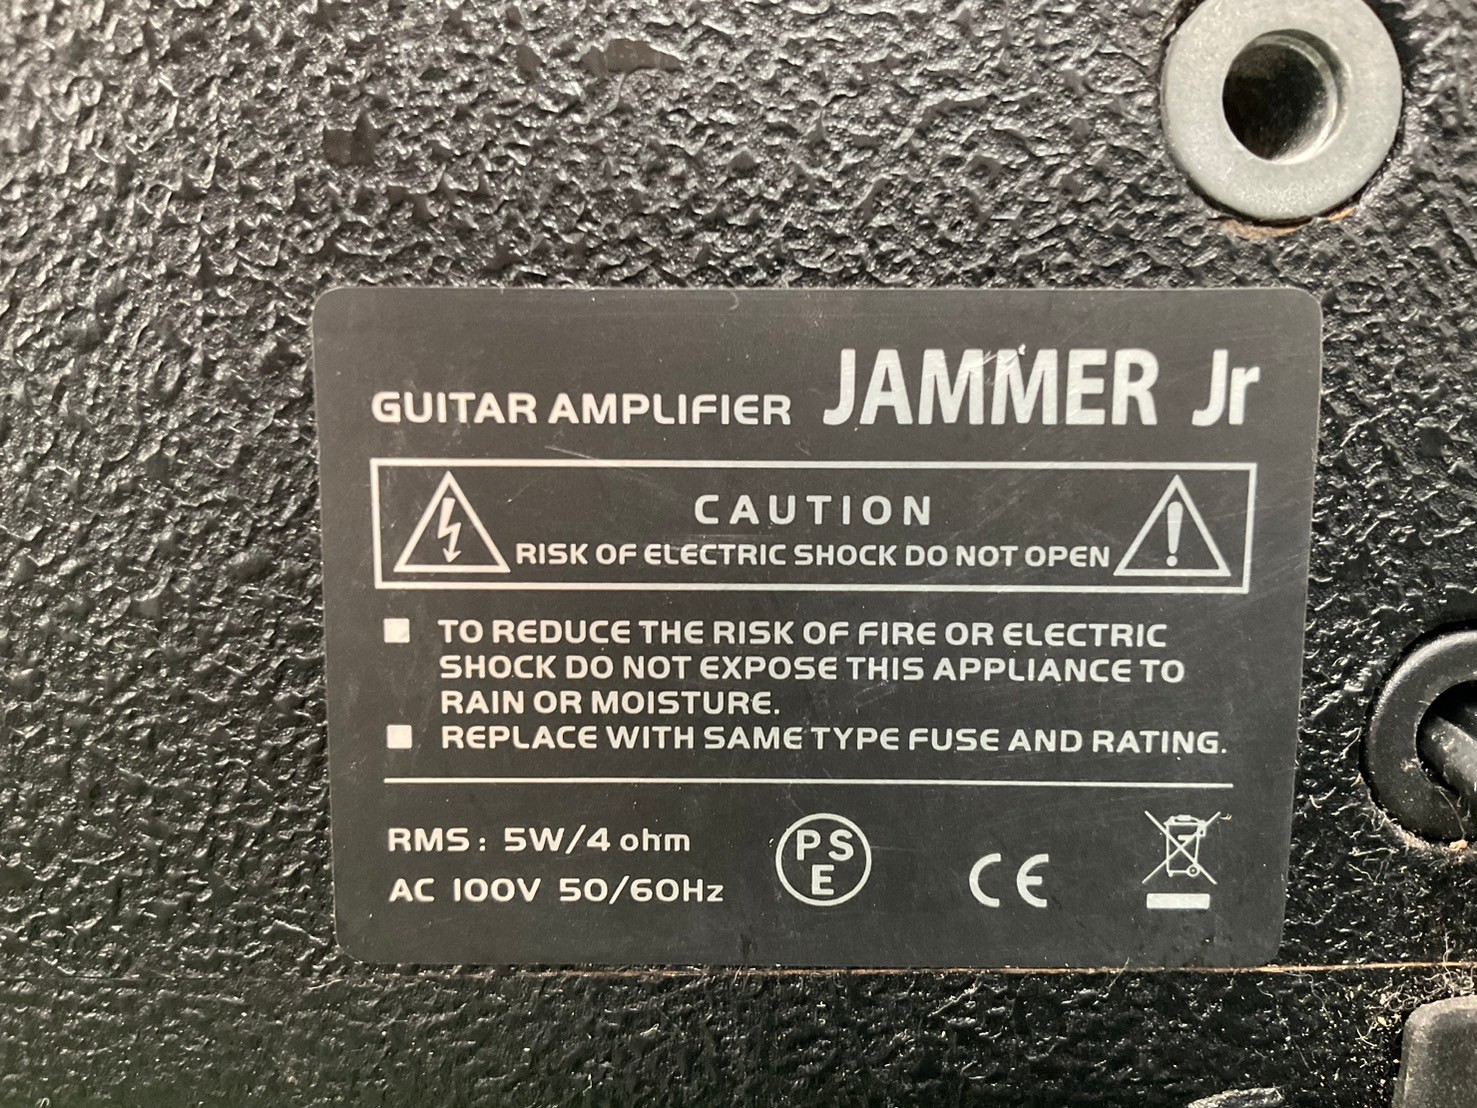 GUITAR AMPLIFIER JAMMER Jr
CAUTION
RISK OF ELECTRIC SHOCK DO NOT OPEN
TO REDUCE THE RISK OF FIRE OR ELECTRIC
SHOCK DO NOT EXPOSE THIS APPLIANCE TO
RAIN OR MOISTURE.
REPLACE WITH SAME TYPE FUSE AND RATING.
RMS: 5W/4 ohm
AC 100V 50/60Hz
PS
E
CE